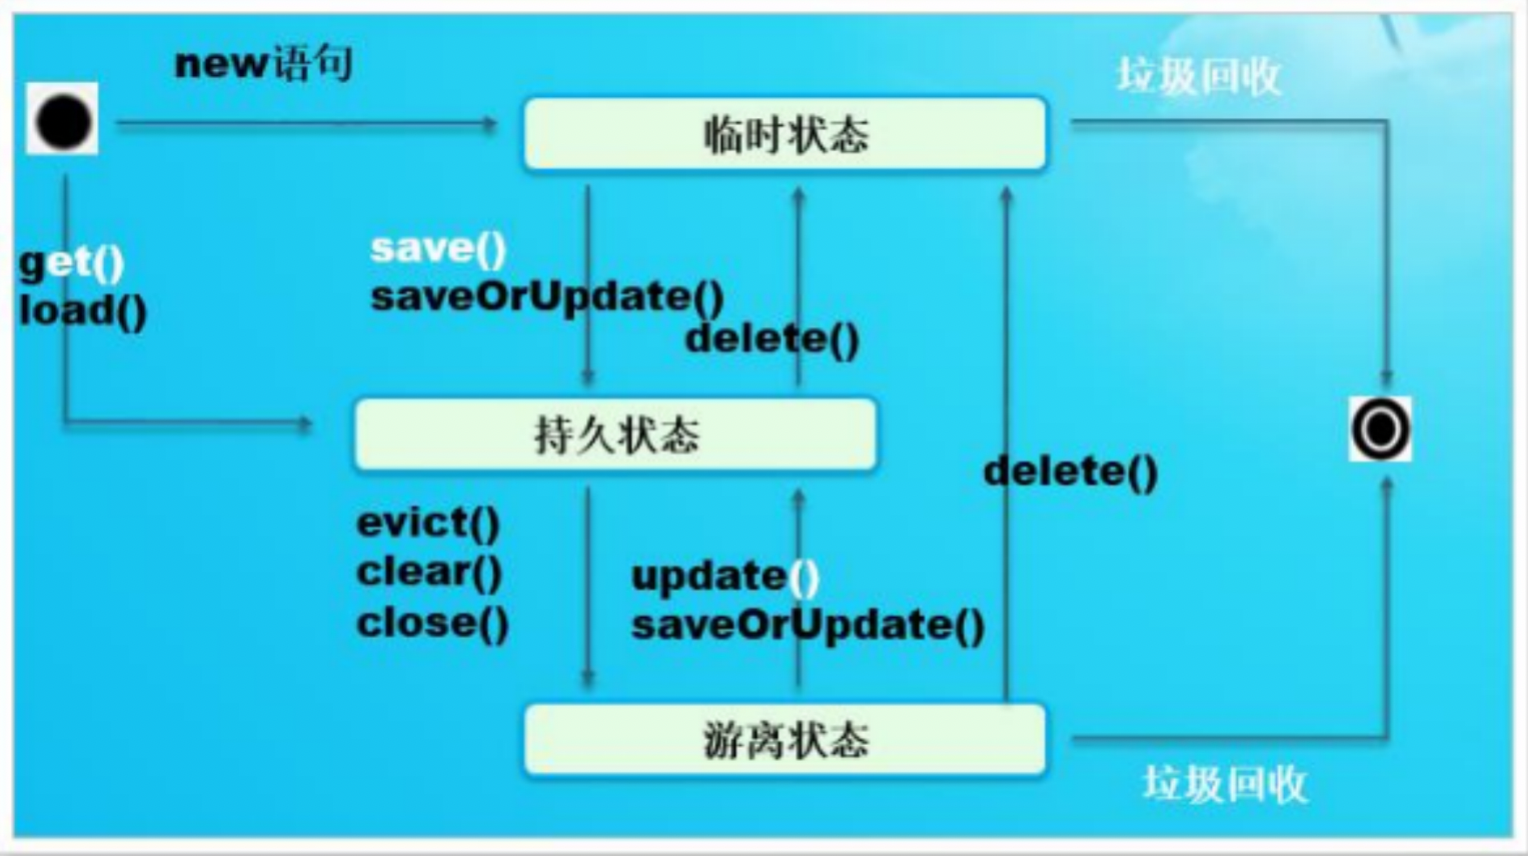 new语句
垃圾回收
临时状态
get()
load()
save()
saveOrUpdate()
delete()
持久状态
delete()
evict()
clear()
close()
update()
saveOrUpdate()
游离状态
垃圾回收